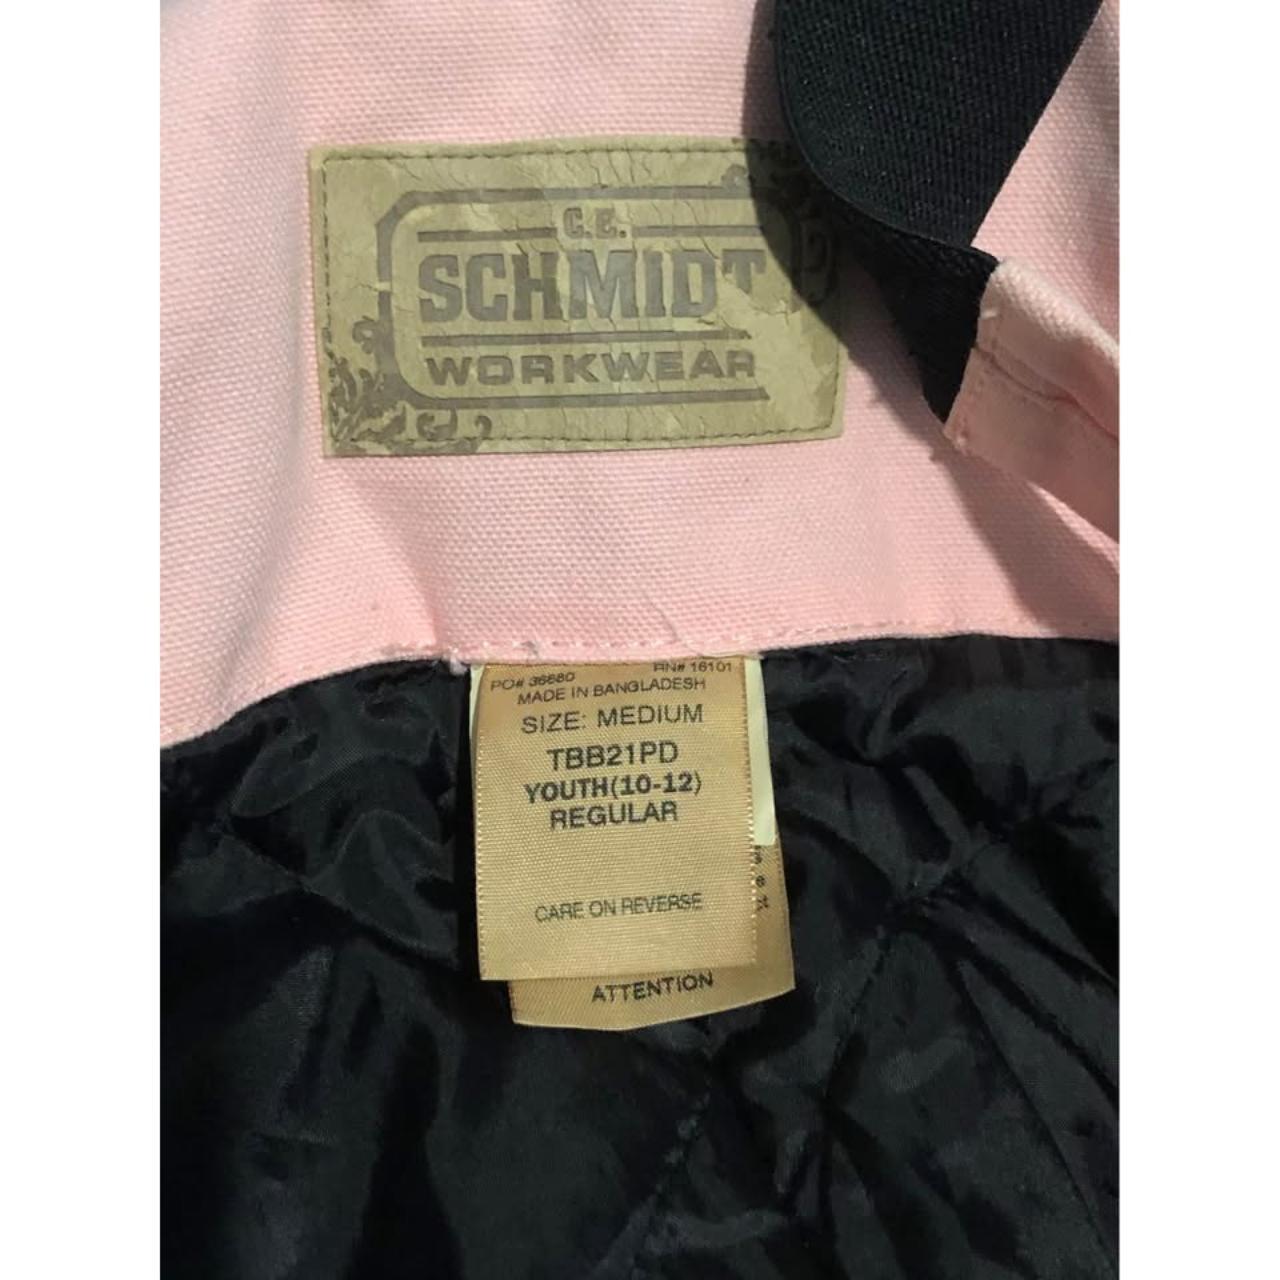 C.E.
SCHMIDT
WORKWEAR
PO# 36680 RN# 16101
MADE IN BANGLADESH
SIZE: MEDIUM
TBB21PD
YOUTH(10-12)
REGULAR
CARE ON REVERSE
ATTENTION